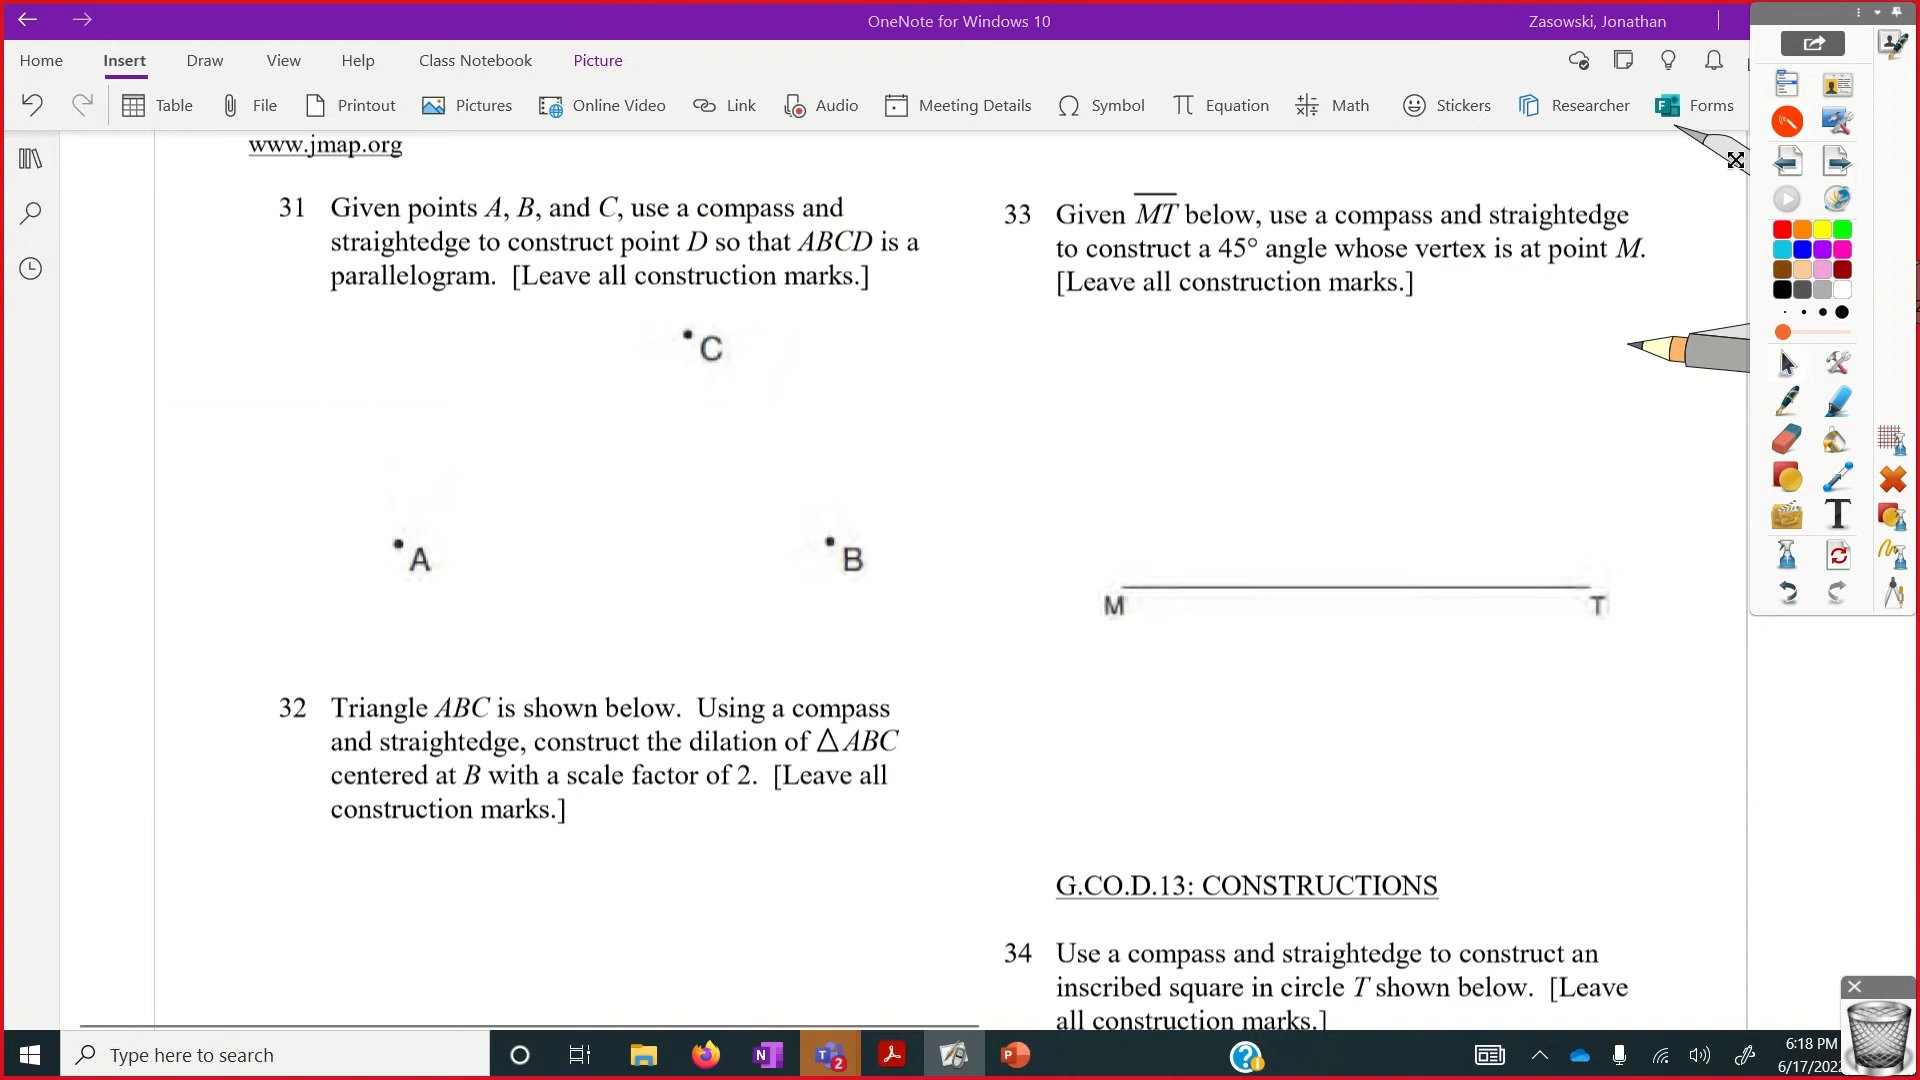 OneNote for Windows 10
Zasowski, Jonathan
Home Insert Draw View Help Class Notebook Picture
Table File Printout Pictures Online Video Link Audio Meeting Details Symbol Equation Math Stickers Researcher Forms
www.jmap.org
31 Given points A, B, and C, use a compass and
straightedge to construct point D so that ABCD is a
parallelogram. [Leave all construction marks.]
C
A
B
32 Triangle ABC is shown below. Using a compass
and straightedge, construct the dilation of △ABC
centered at B with a scale factor of 2. [Leave all
construction marks.]
33 Given MT below, use a compass and straightedge
to construct a 45° angle whose vertex is at point M.
[Leave all construction marks.]
M T
G.CO.D.13: CONSTRUCTIONS
34 Use a compass and straightedge to construct an
inscribed square in circle T shown below. [Leave
all construction marks.]
Type here to search
2
6:18 PM
6/17/2022